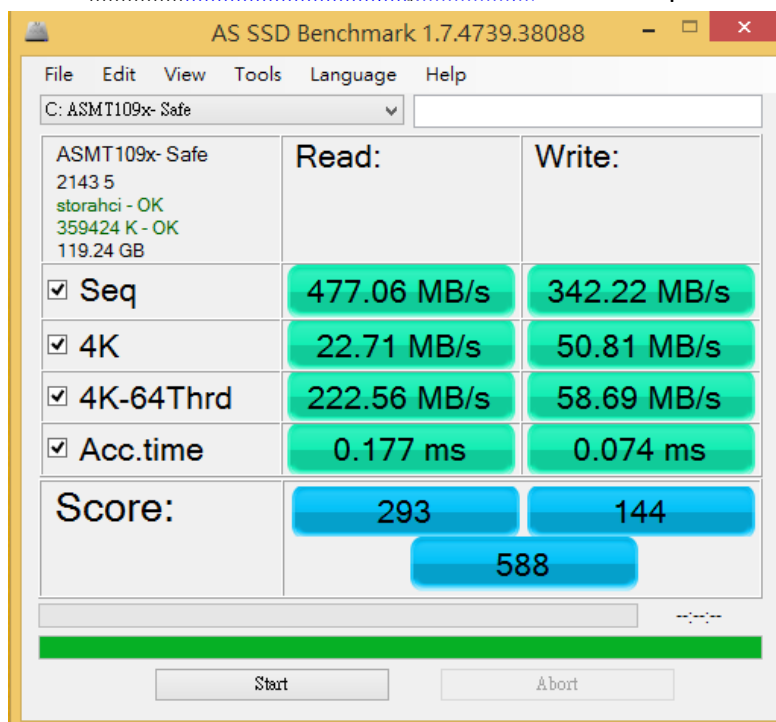 AS SSD Benchmark 1.7.4739.38088
File Edit View Tools Language Help
C: ASMT109x- Safe
ASMT109x- Safe
2143 5
storahci - OK
359424 K - OK
119.24 GB
Read:
Write:
Seq 477.06 MB/s 342.22 MB/s
4K 22.71 MB/s 50.81 MB/s
4K-64Thrd 222.56 MB/s 58.69 MB/s
Acc.time 0.177 ms 0.074 ms
Score: 293 144
588
--:--:--
Start Abort